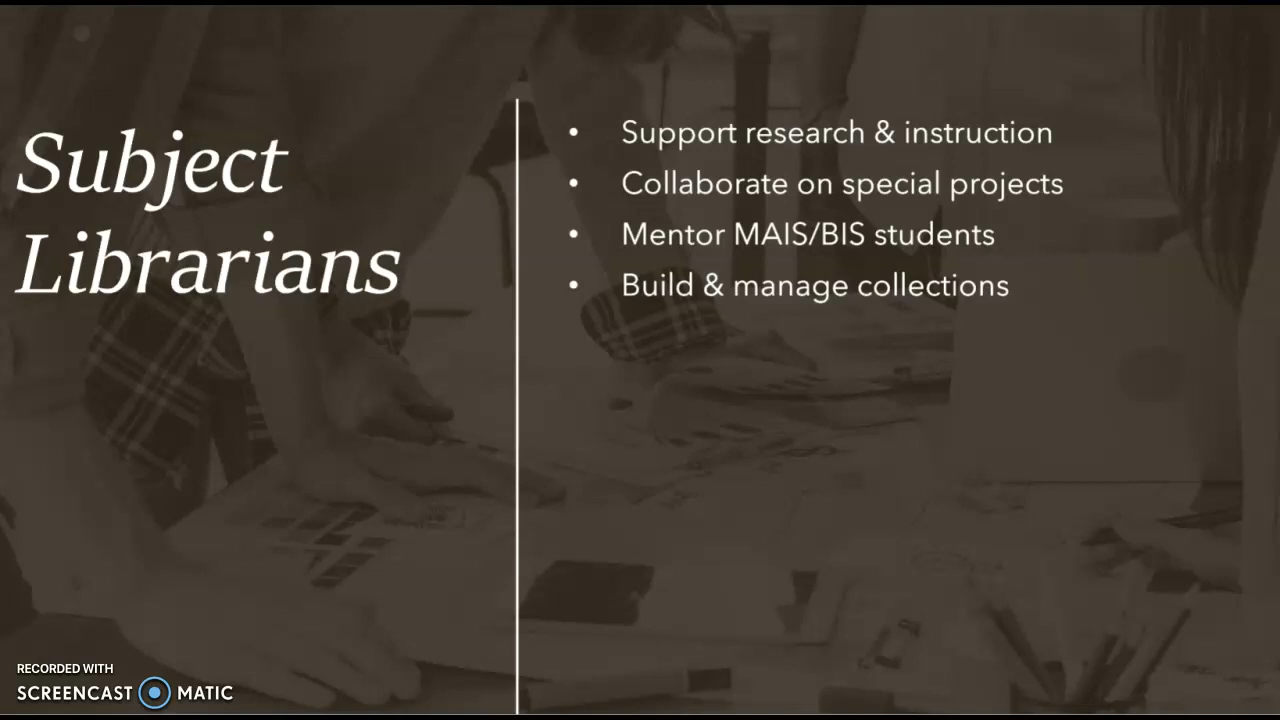 Subject
Librarians
• Support research & instruction
• Collaborate on special projects
• Mentor MAIS/BIS students
• Build & manage collections
RECORDED WITH
SCREENCAST MATIC